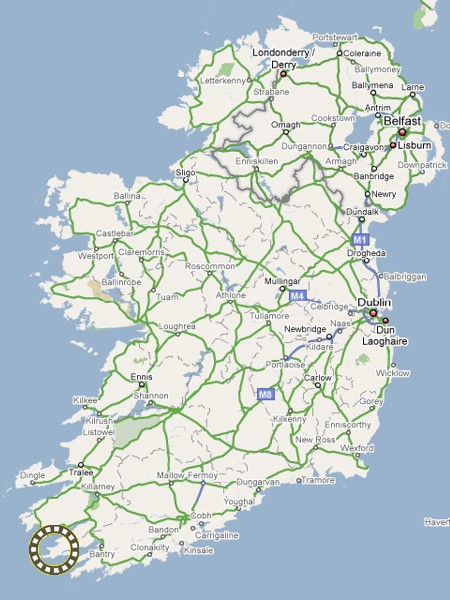 Portstewart
Londonderry /
Derry
Coleraine
Ballymoney
Letterkenny
Strabane
Ballymena
Larne
Antrim
Belfast
Omagh
Cookstown
Dungannon
Craigavon
Lisburn
Enniskillen
Armagh
Downpatrick
Banbridge
Sligo
Newry
Ballina
Dundalk
Castlebar
M1
Westport
Claremorris
Drogheda
Roscommon
Balbriggan
Ballinrobe
Mullingar
Tuam
Athlone
M4
Celbridge
Dublin
Tullamore
Loughrea
Newbridge
Naas
Dun
Laoghaire
Kildare
Portlaoise
Wicklow
Ennis
Carlow
Shannon
M8
Kilkee
Kilrush
Gorey
Kilkenny
Listowel
Enniscorthy
New Ross
Wexford
Tralee
Dingle
Mallow
Fermoy
Dungarvan
Tramore
Killarney
Youghal
Cobh
Bandon
Carrigaline
Haverf
Bantry
Clonakilty
Kinsale